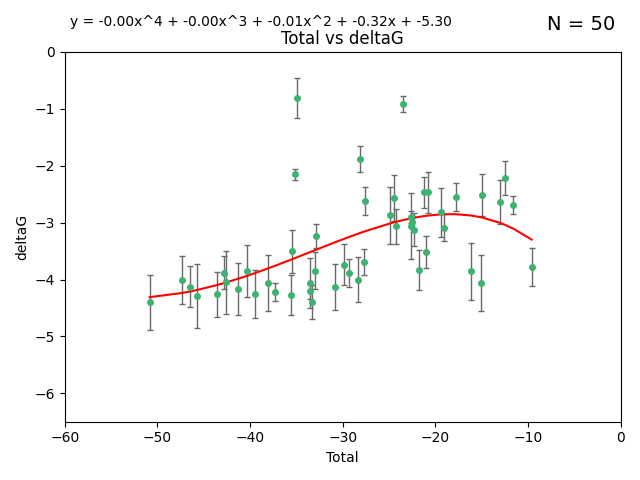 y = -0.00x^4 + -0.00x^3 + -0.01x^2 + -0.32x + -5.30
N = 50
Total vs deltaG
0
−1
−2
−3
−4
−5
−6
deltaG
−60
−50
−40
−30
−20
−10
0
Total